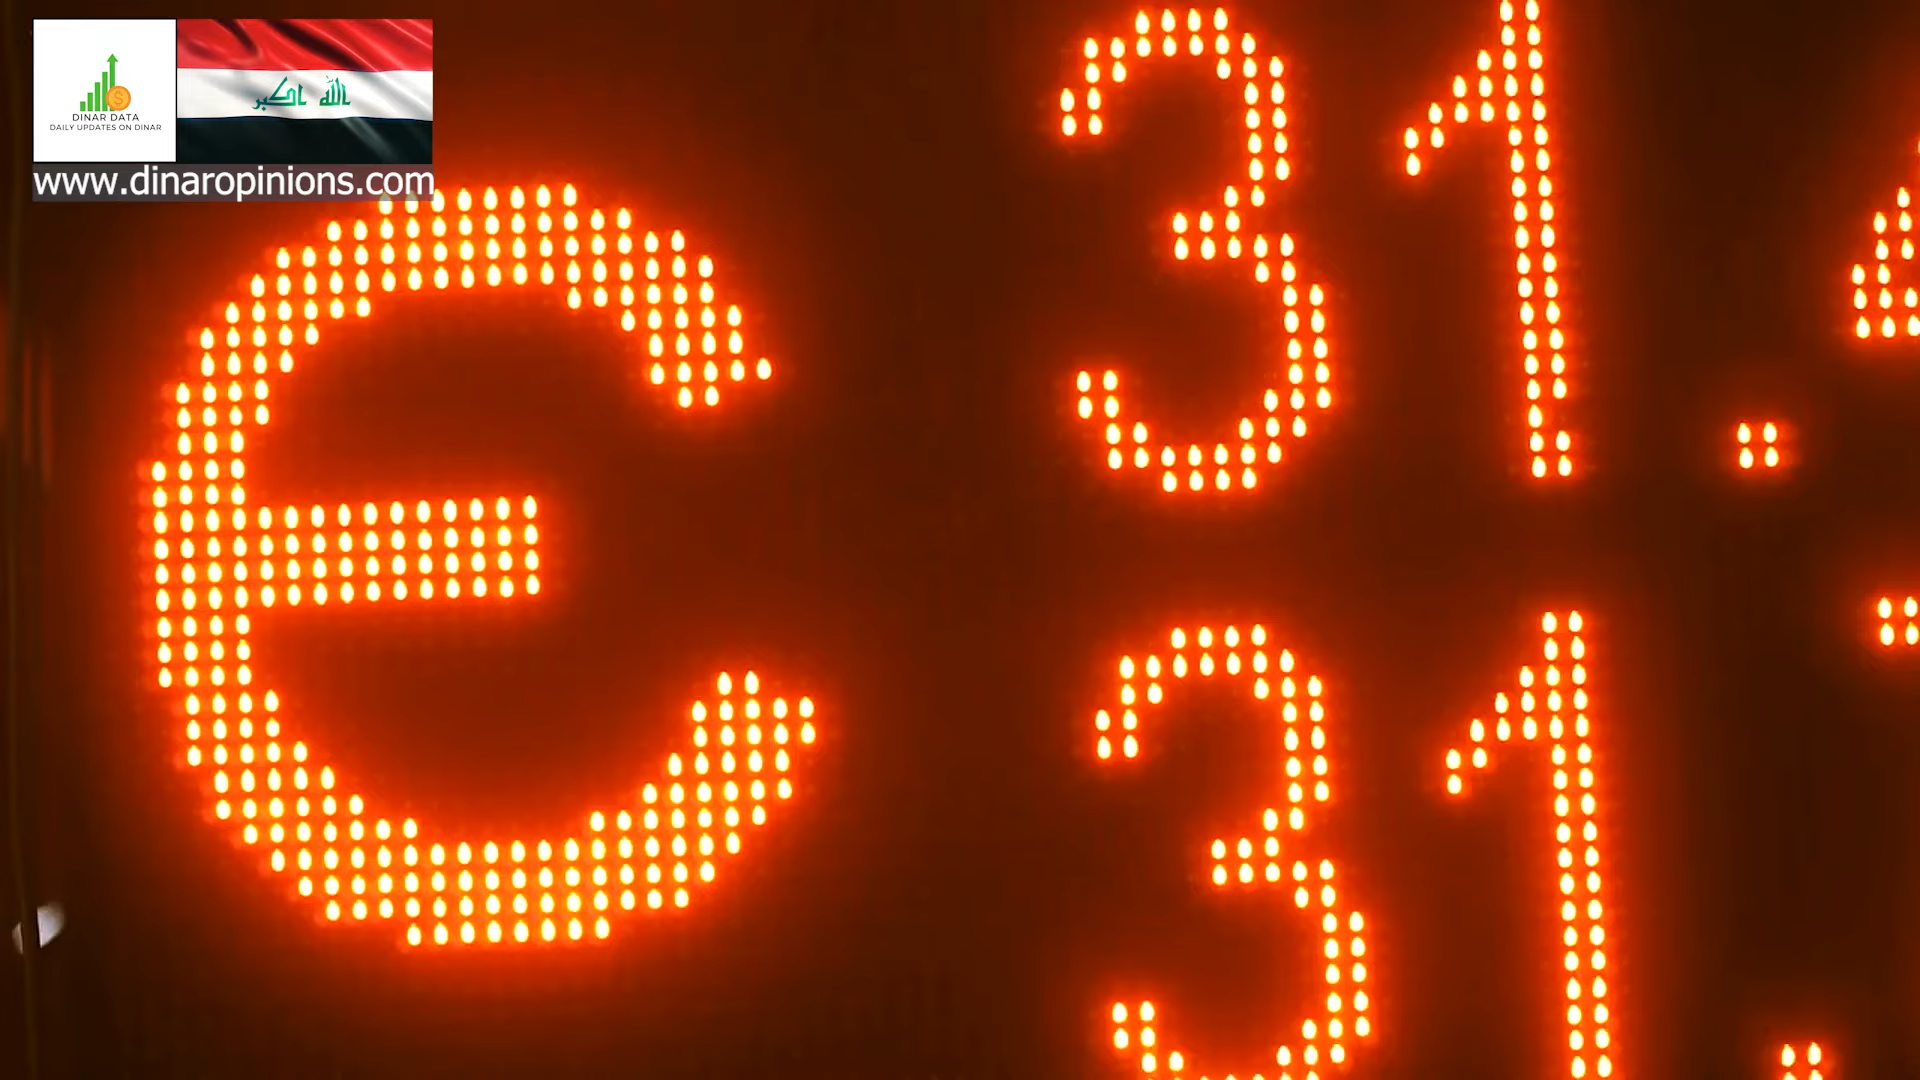 DINAR DATA
DAILY UPDATES ON DINAR
الله اكبر
www.dinaropinions.com
€
31.
31.